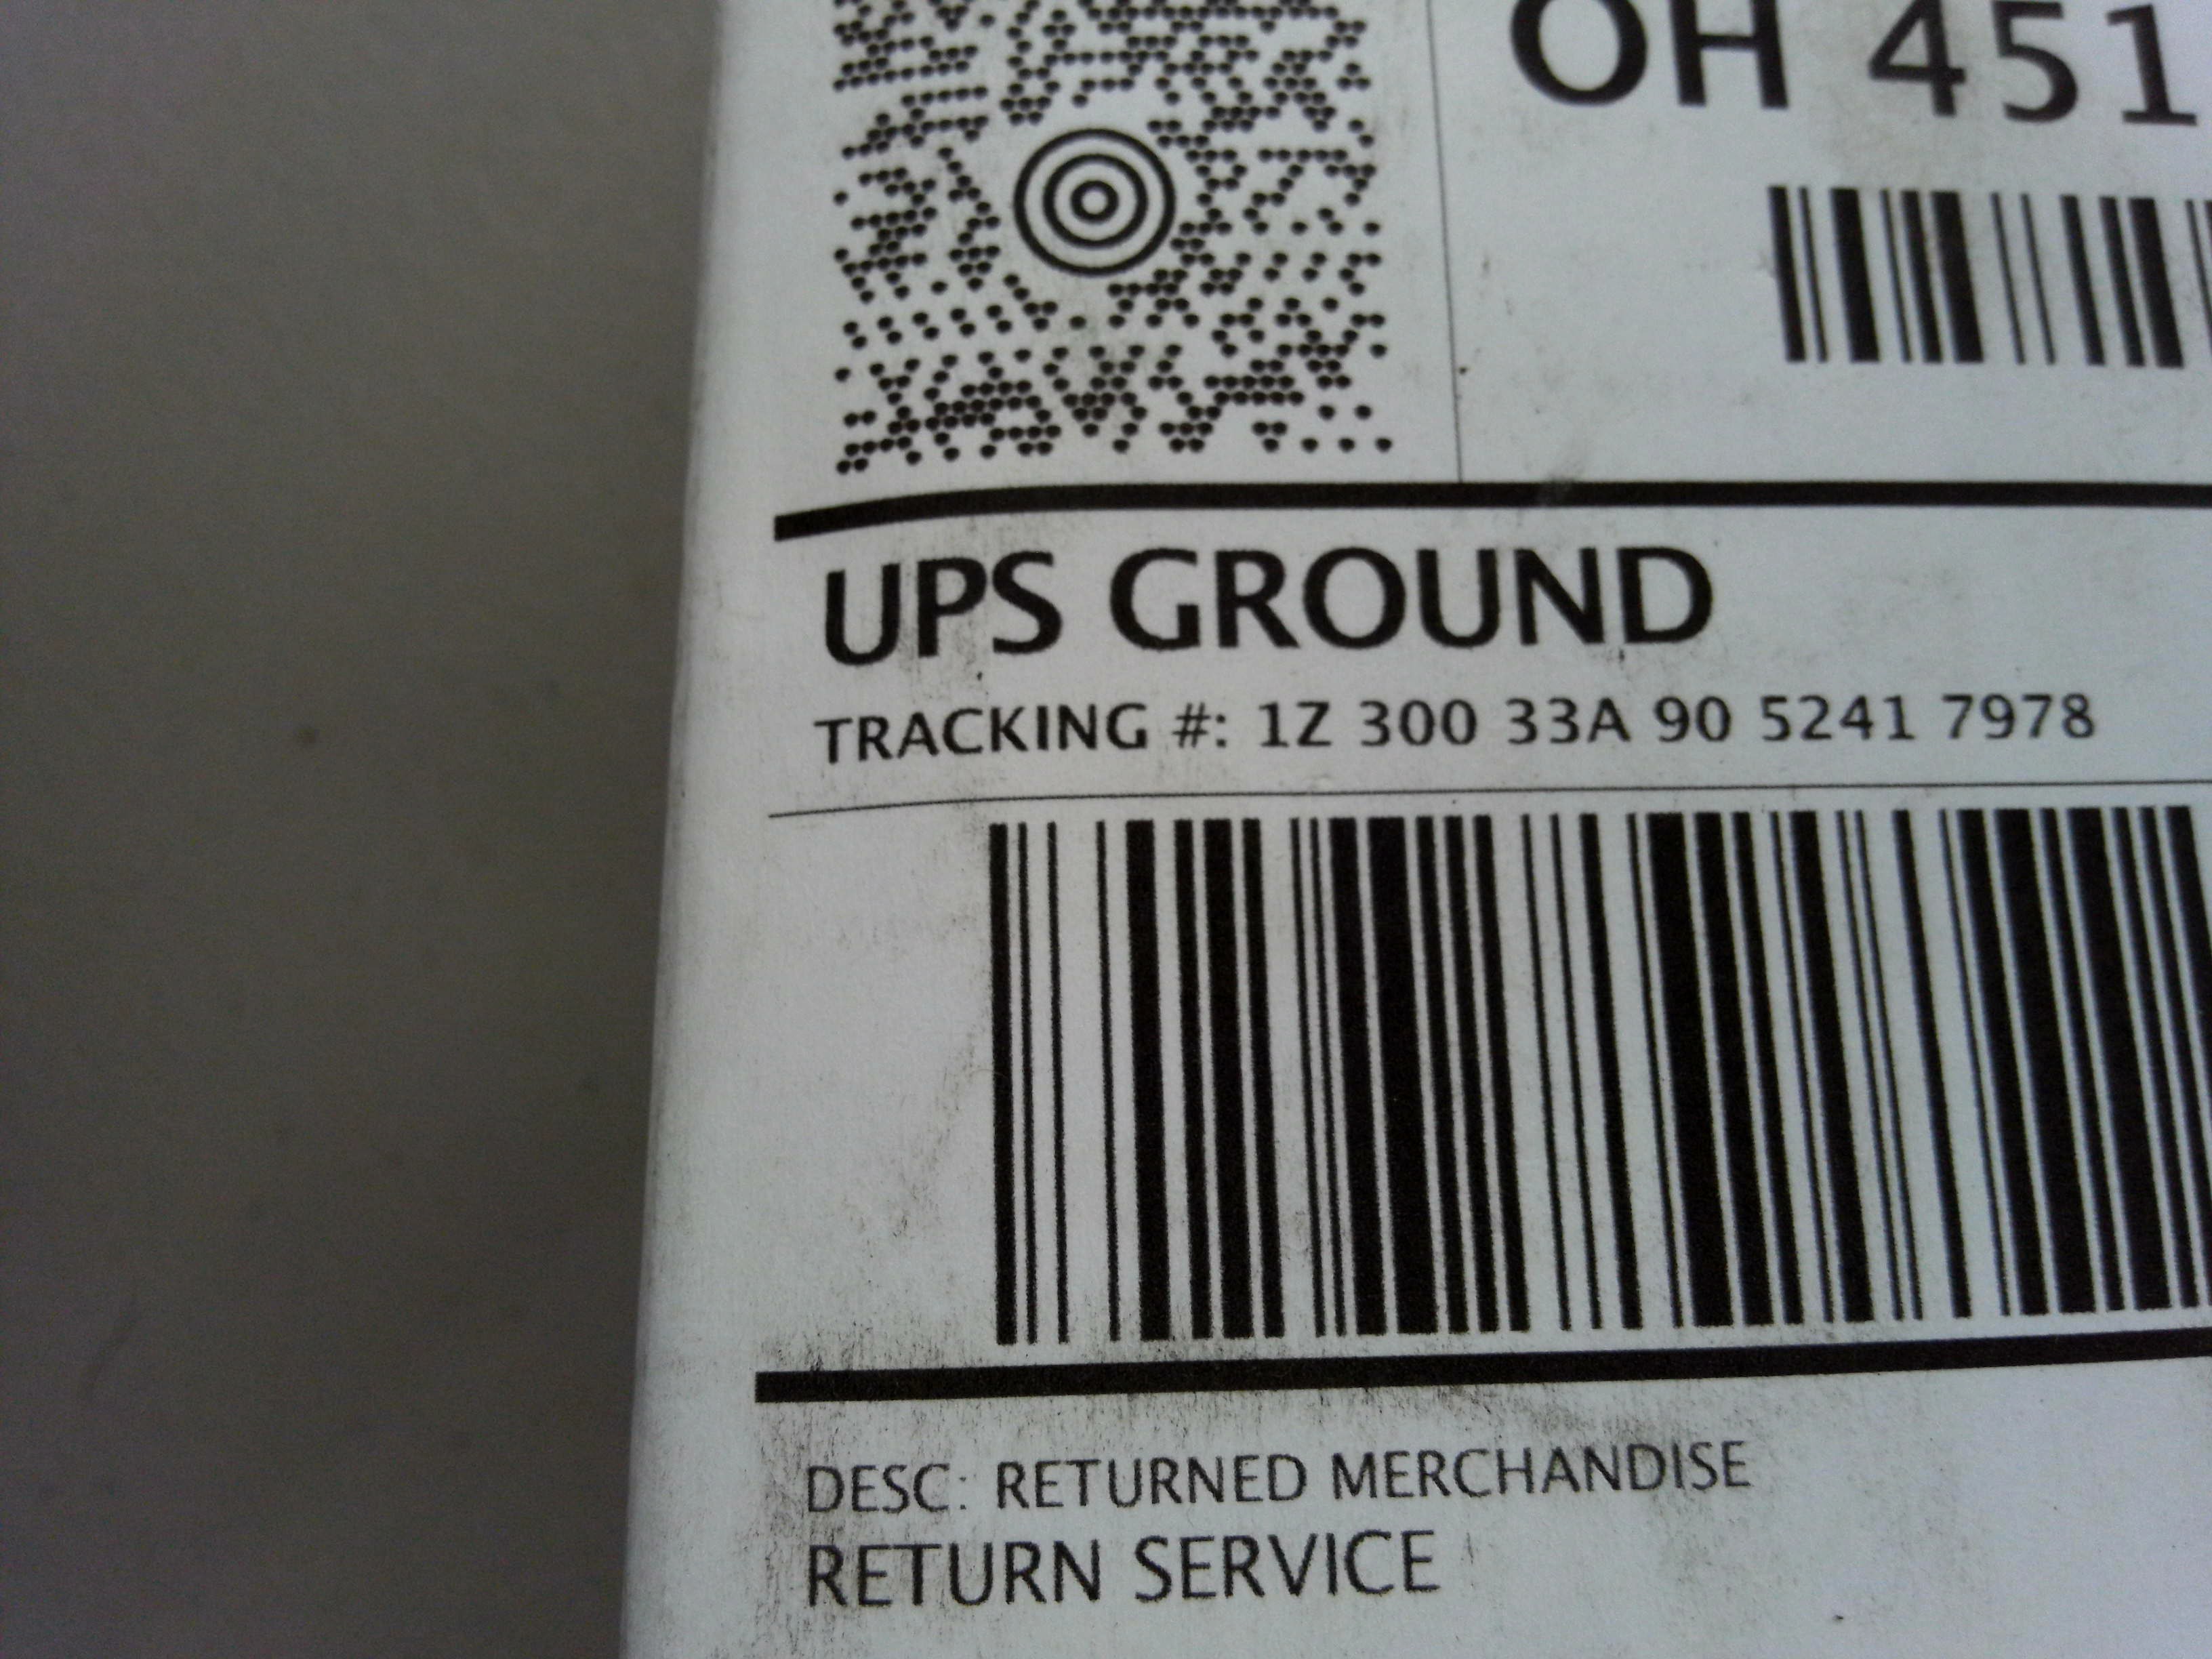 OH 451
UPS GROUND
TRACKING #: 1Z 300 33A 90 5241 7978
DESC: RETURNED MERCHANDISE
RETURN SERVICE